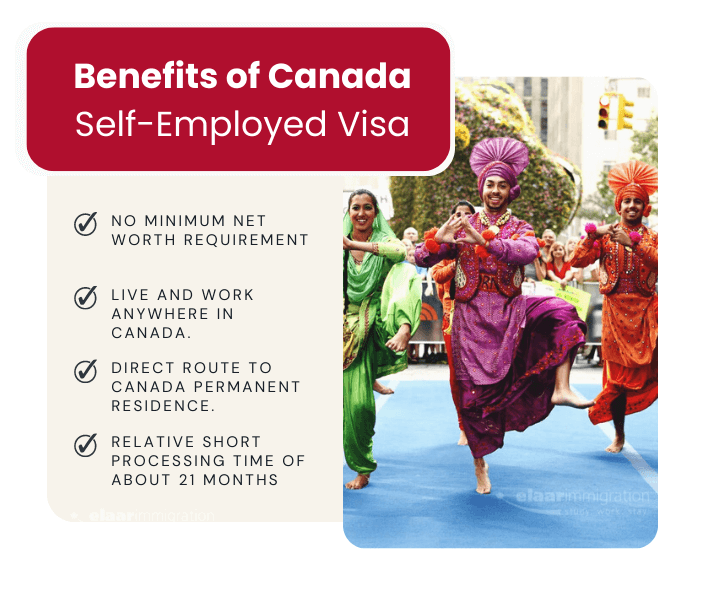 Benefits of Canada
Self-Employed Visa
NO MINIMUM NET
WORTH REQUIREMENT
LIVE AND WORK
ANYWHERE IN
CANADA.
DIRECT ROUTE TO
CANADA PERMANENT
RESIDENCE.
RELATIVE SHORT
PROCESSING TIME OF
ABOUT 21 MONTHS
elaarimmigration
elaarimmigration